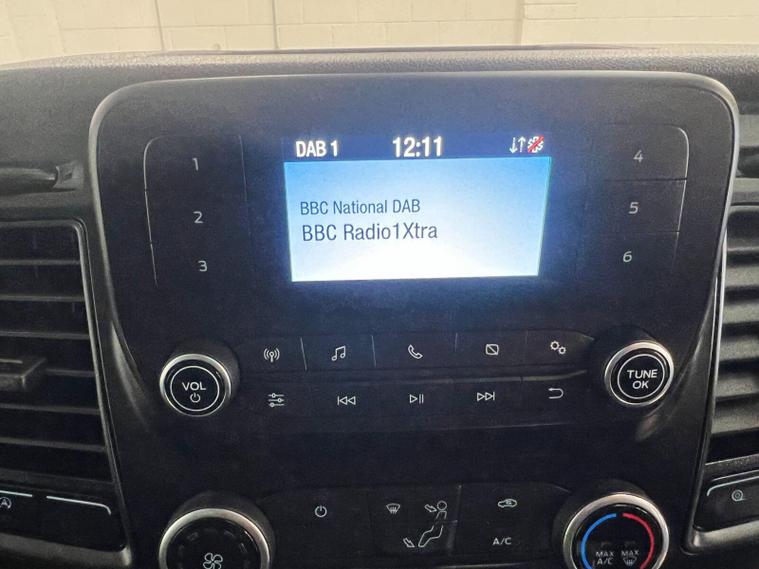 DAB 1 12:11
BBC National DAB
BBC Radio1Xtra
1
2
3
4
5
6
VOL
TUNE
OK
A/C
MAX
A/C
MAX